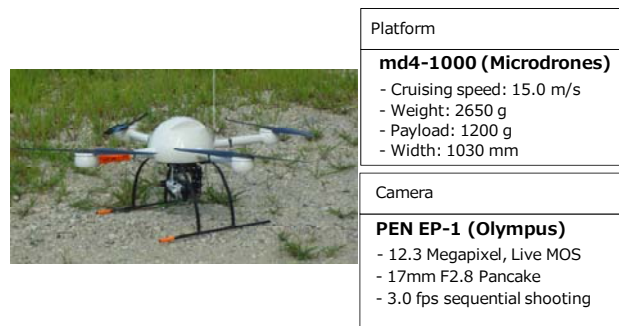 Platform
md4-1000 (Microdrones)
- Cruising speed: 15.0 m/s
- Weight: 2650 g
- Payload: 1200 g
- Width: 1030 mm
Camera
PEN EP-1 (Olympus)
- 12.3 Megapixel, Live MOS
- 17mm F2.8 Pancake
- 3.0 fps sequential shooting